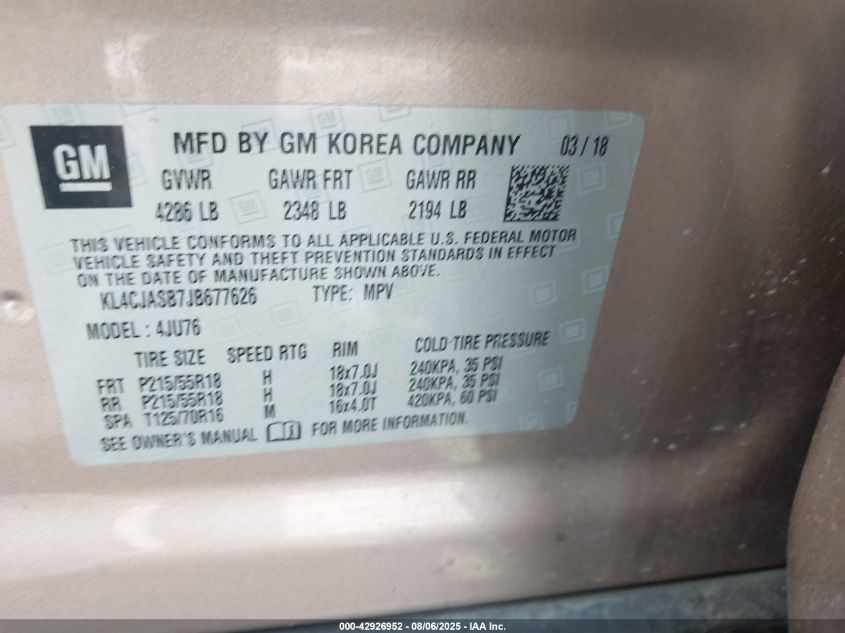 GM
MFD BY GM KOREA COMPANY 03/18
GVWR GAWR FRT GAWR RR
4286 LB 2348 LB 2194 LB
THIS VEHICLE CONFORMS TO ALL APPLICABLE U.S. FEDERAL MOTOR
VEHICLE SAFETY AND THEFT PREVENTION STANDARDS IN EFFECT
ON THE DATE OF MANUFACTURE SHOWN ABOVE.
KL4CJASB7JB677626 TYPE: MPV
MODEL: 4JU76
TIRE SIZE SPEED RTG RIM COLD TIRE PRESSURE
FRT P215/55R18 H 18x7.0J 240KPA, 35 PSI
RR P215/55R18 H 18x7.0J 240KPA, 35 PSI
SPA T125/70R16 M 16x4.0T 420KPA, 60 PSI
SEE OWNER'S MANUAL FOR MORE INFORMATION.
000-42926952 - 08/06/2025 - IAA Inc.